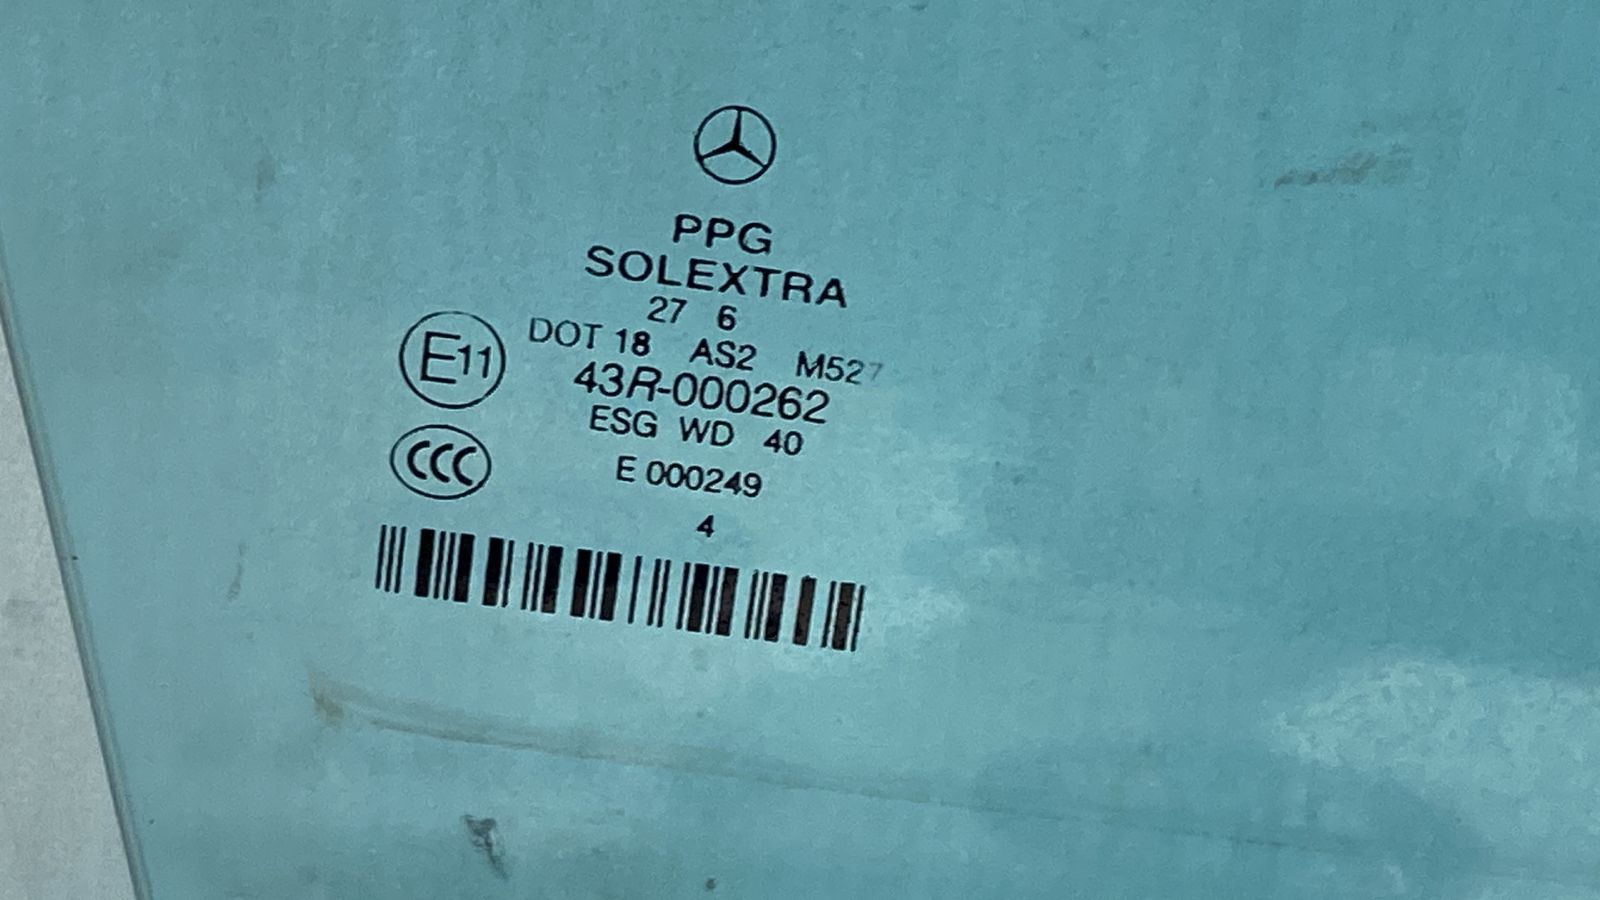 PPG
SOLEXTRA
27 6
DOT 18 AS2 M527
E11
43R-000262
ESG WD 40
CCC
E 000249
4